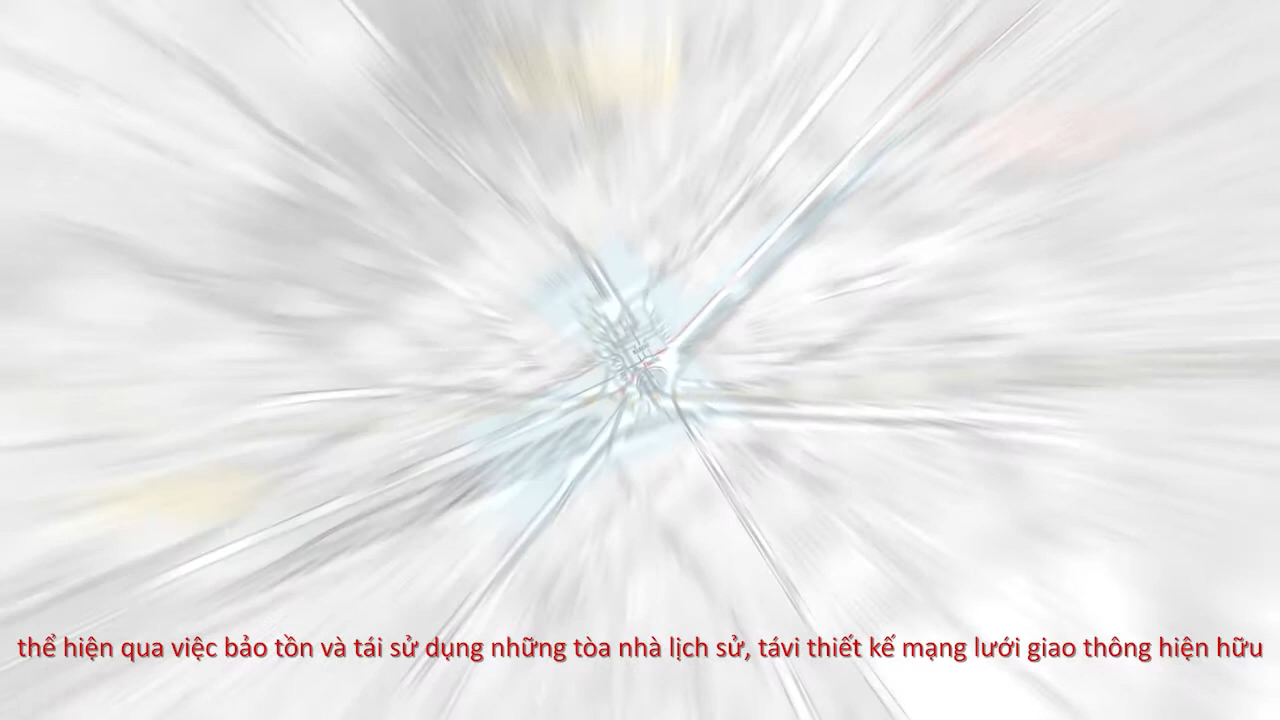 thể hiện qua việc bảo tồn và tái sử dụng những tòa nhà lịch sử, távi thiết kế mạng lưới giao thông hiện hữu